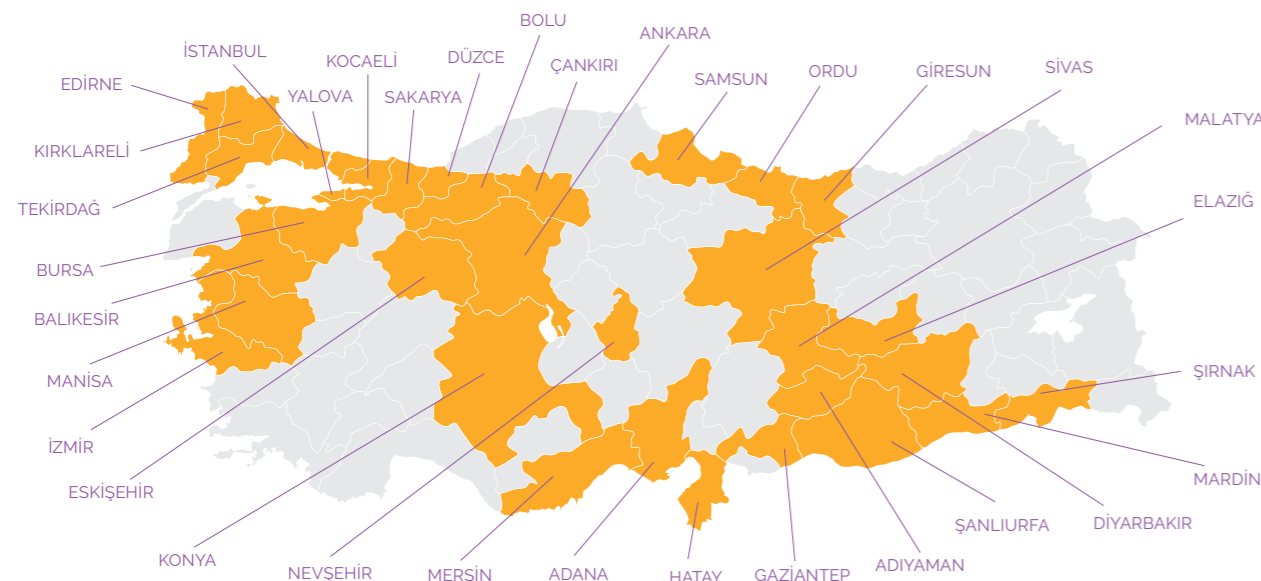 BOLU
ANKARA
İSTANBUL
KOCAELİ
DÜZCE
ÇANKIRI
SAMSUN
ORDU
GİRESUN
SİVAS
EDİRNE
YALOVA
SAKARYA
MALATYA
KIRKLARELİ
TEKİRDAĞ
ELAZIĞ
BURSA
BALIKESİR
MANİSA
ŞIRNAK
İZMİR
ESKİŞEHİR
MARDİN
KONYA
NEVŞEHİR
MERSİN
ADANA
HATAY
GAZİANTEP
ADIYAMAN
ŞANLIURFA
DİYARBAKIR